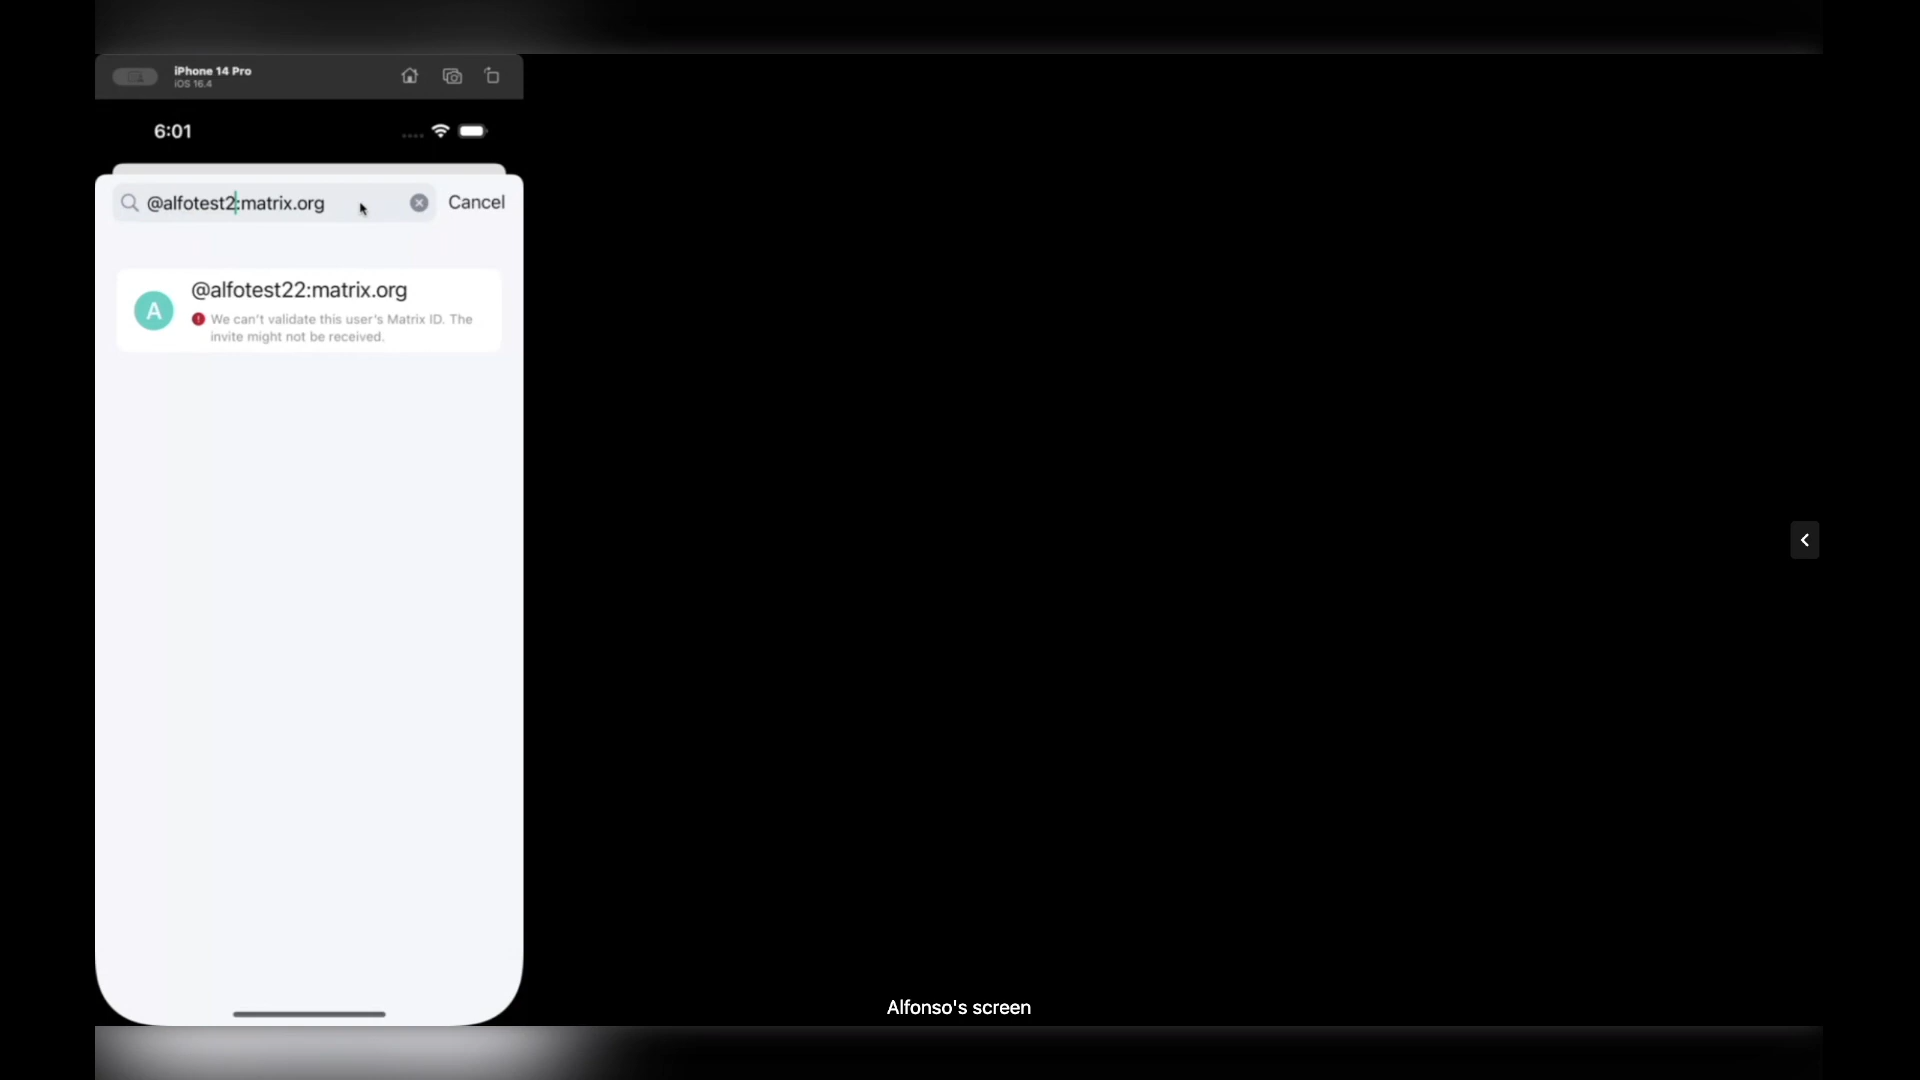 iPhone 14 Pro
iOS 16.4
6:01
@alfotest2:matrix.org
Cancel
A
@alfotest22:matrix.org
We can't validate this user's Matrix ID. The
invite might not be received.
Alfonso's screen